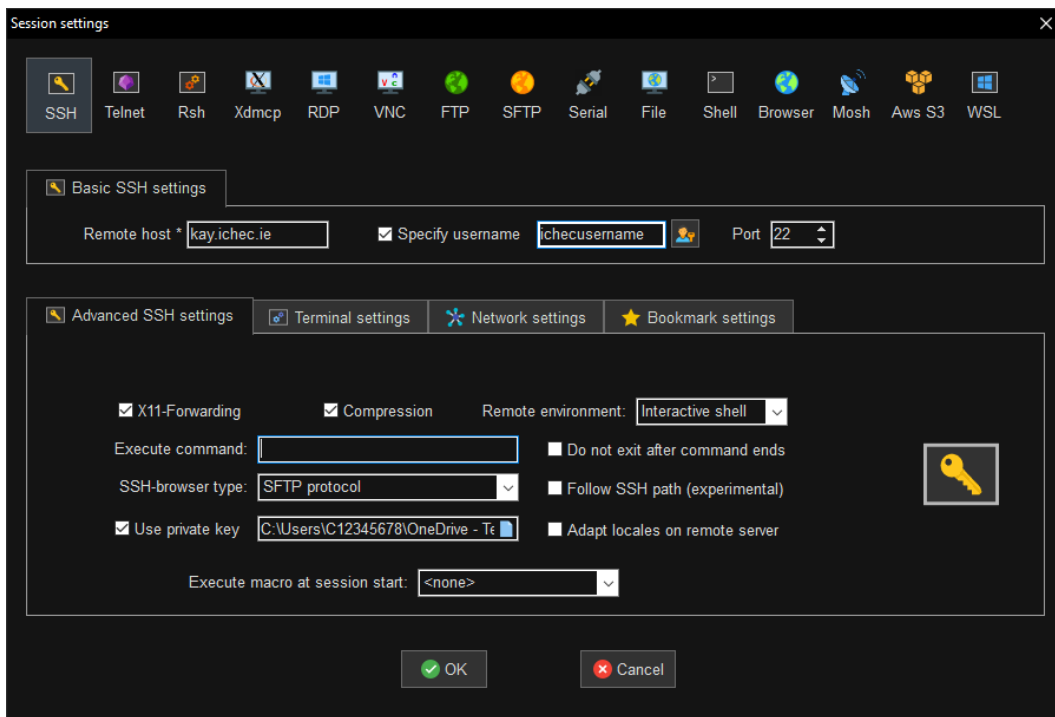 Session settings
SSH
Telnet
Rsh
Xdmcp
RDP
VNC
FTP
SFTP
Serial
File
Shell
Browser
Mosh
Aws S3
WSL
Basic SSH settings
Remote host * kay.ichec.ie
Specify username ichecusername
Port 22
Advanced SSH settings
Terminal settings
Network settings
Bookmark settings
X11-Forwarding
Compression
Remote environment: Interactive shell
Execute command:
Do not exit after command ends
SSH-browser type: SFTP protocol
Follow SSH path (experimental)
Use private key C:\Users\C12345678\OneDrive - Te
Adapt locales on remote server
Execute macro at session start: <none>
OK
Cancel